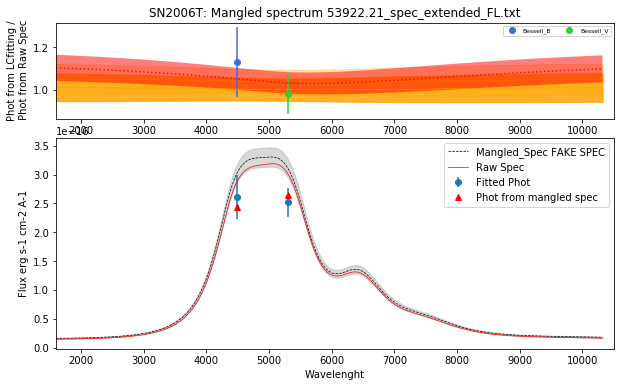 SN2006T: Mangled spectrum 53922.21_spec_extended_FL.txt
Phot from LCfitting /
Phot from Raw Spec
1.2
1.0
Bessell_B
Bessell_V
2000 3000 4000 5000 6000 7000 8000 9000 10000
1e-16
Flux erg s-1 cm-2 A-1
3.5
3.0
2.5
2.0
1.5
1.0
0.5
0.0
Mangled_Spec FAKE SPEC
Raw Spec
Fitted Phot
Phot from mangled spec
2000 3000 4000 5000 6000 7000 8000 9000 10000
Wavelenght